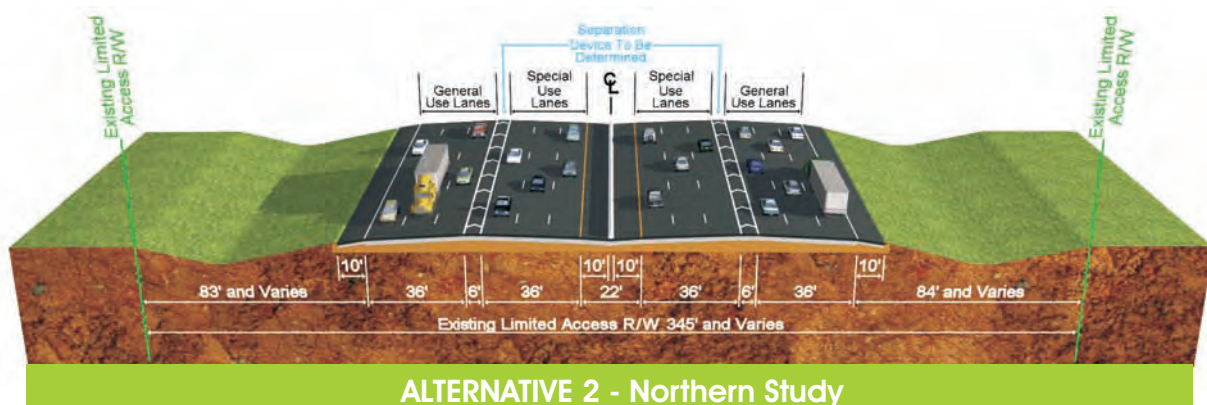 Existing Limited
Access R/W
Separation
Device To Be
Determined
General
Use Lanes
Special
Use
Lanes
CL
Special
Use
Lanes
General
Use Lanes
Existing Limited
Access R/W
10'
10'
10'
10'
83' and Varies
36'
6'
36'
22'
36'
6'
36'
84' and Varies
Existing Limited Access R/W 345' and Varies
ALTERNATIVE 2 - Northern Study